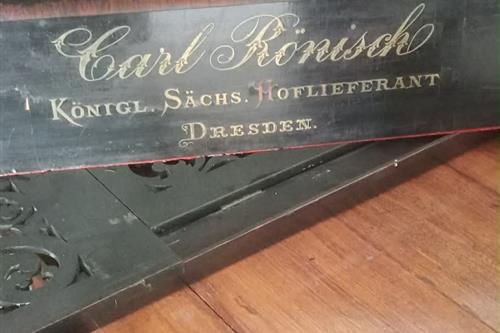 Carl Rönisch
KÖNIGL. SÄCHS. HOFLIEFERANT
DRESDEN.